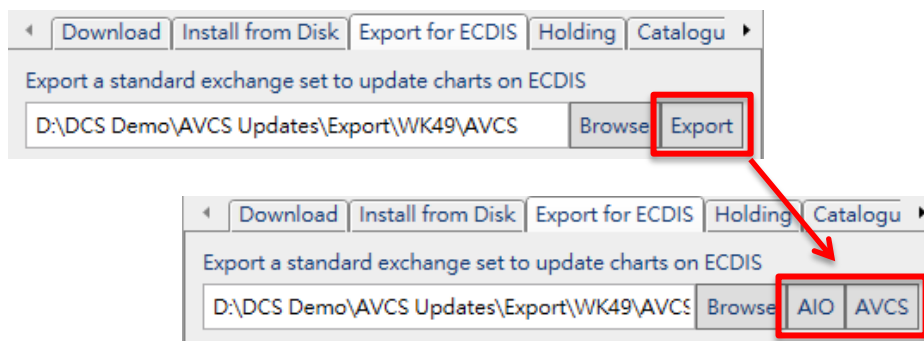 Download Install from Disk Export for ECDIS Holding Catalogu
Export a standard exchange set to update charts on ECDIS
D:\DCS Demo\AVCS Updates\Export\WK49\AVCS Browse Export
Download Install from Disk Export for ECDIS Holding Catalogu
Export a standard exchange set to update charts on ECDIS
D:\DCS Demo\AVCS Updates\Export\WK49\AVCS Browse AIO AVCS